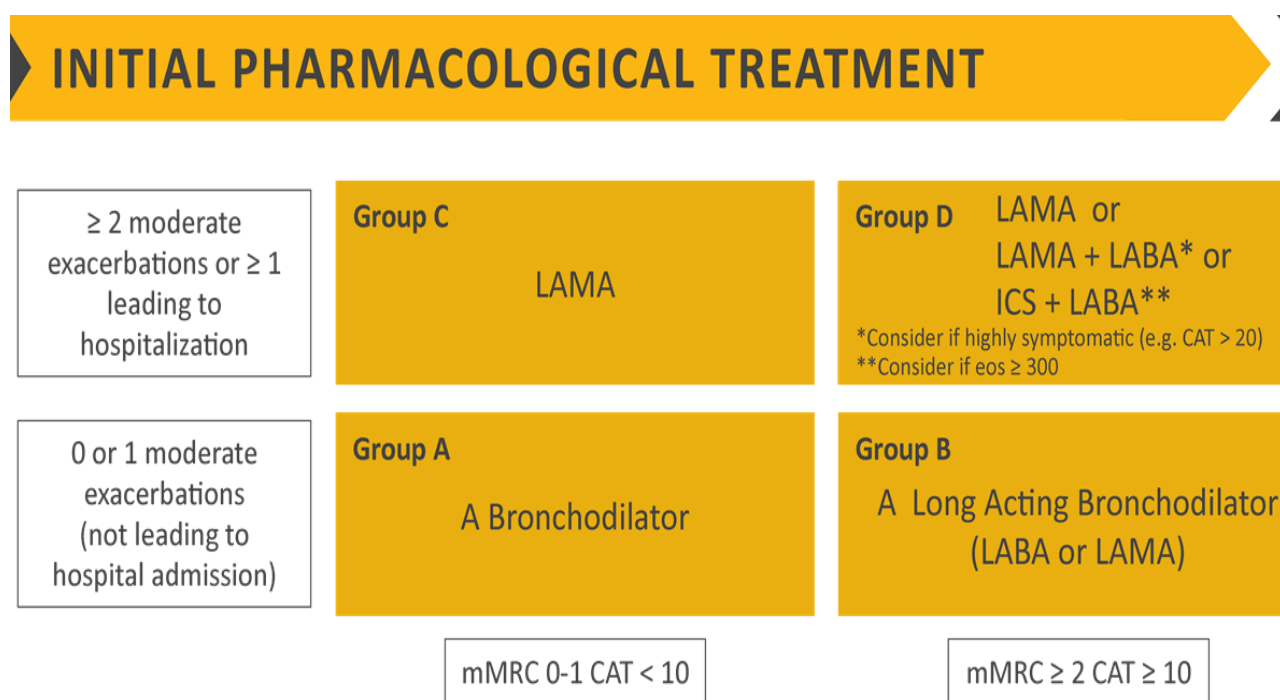 INITIAL PHARMACOLOGICAL TREATMENT
≥ 2 moderate
exacerbations or ≥ 1
leading to
hospitalization
Group C
LAMA
Group D
LAMA or
LAMA + LABA* or
ICS + LABA**
*Consider if highly symptomatic (e.g. CAT > 20)
**Consider if eos ≥ 300
0 or 1 moderate
exacerbations
(not leading to
hospital admission)
Group A
A Bronchodilator
Group B
A Long Acting Bronchodilator
(LABA or LAMA)
mMRC 0-1 CAT < 10
mMRC ≥ 2 CAT ≥ 10